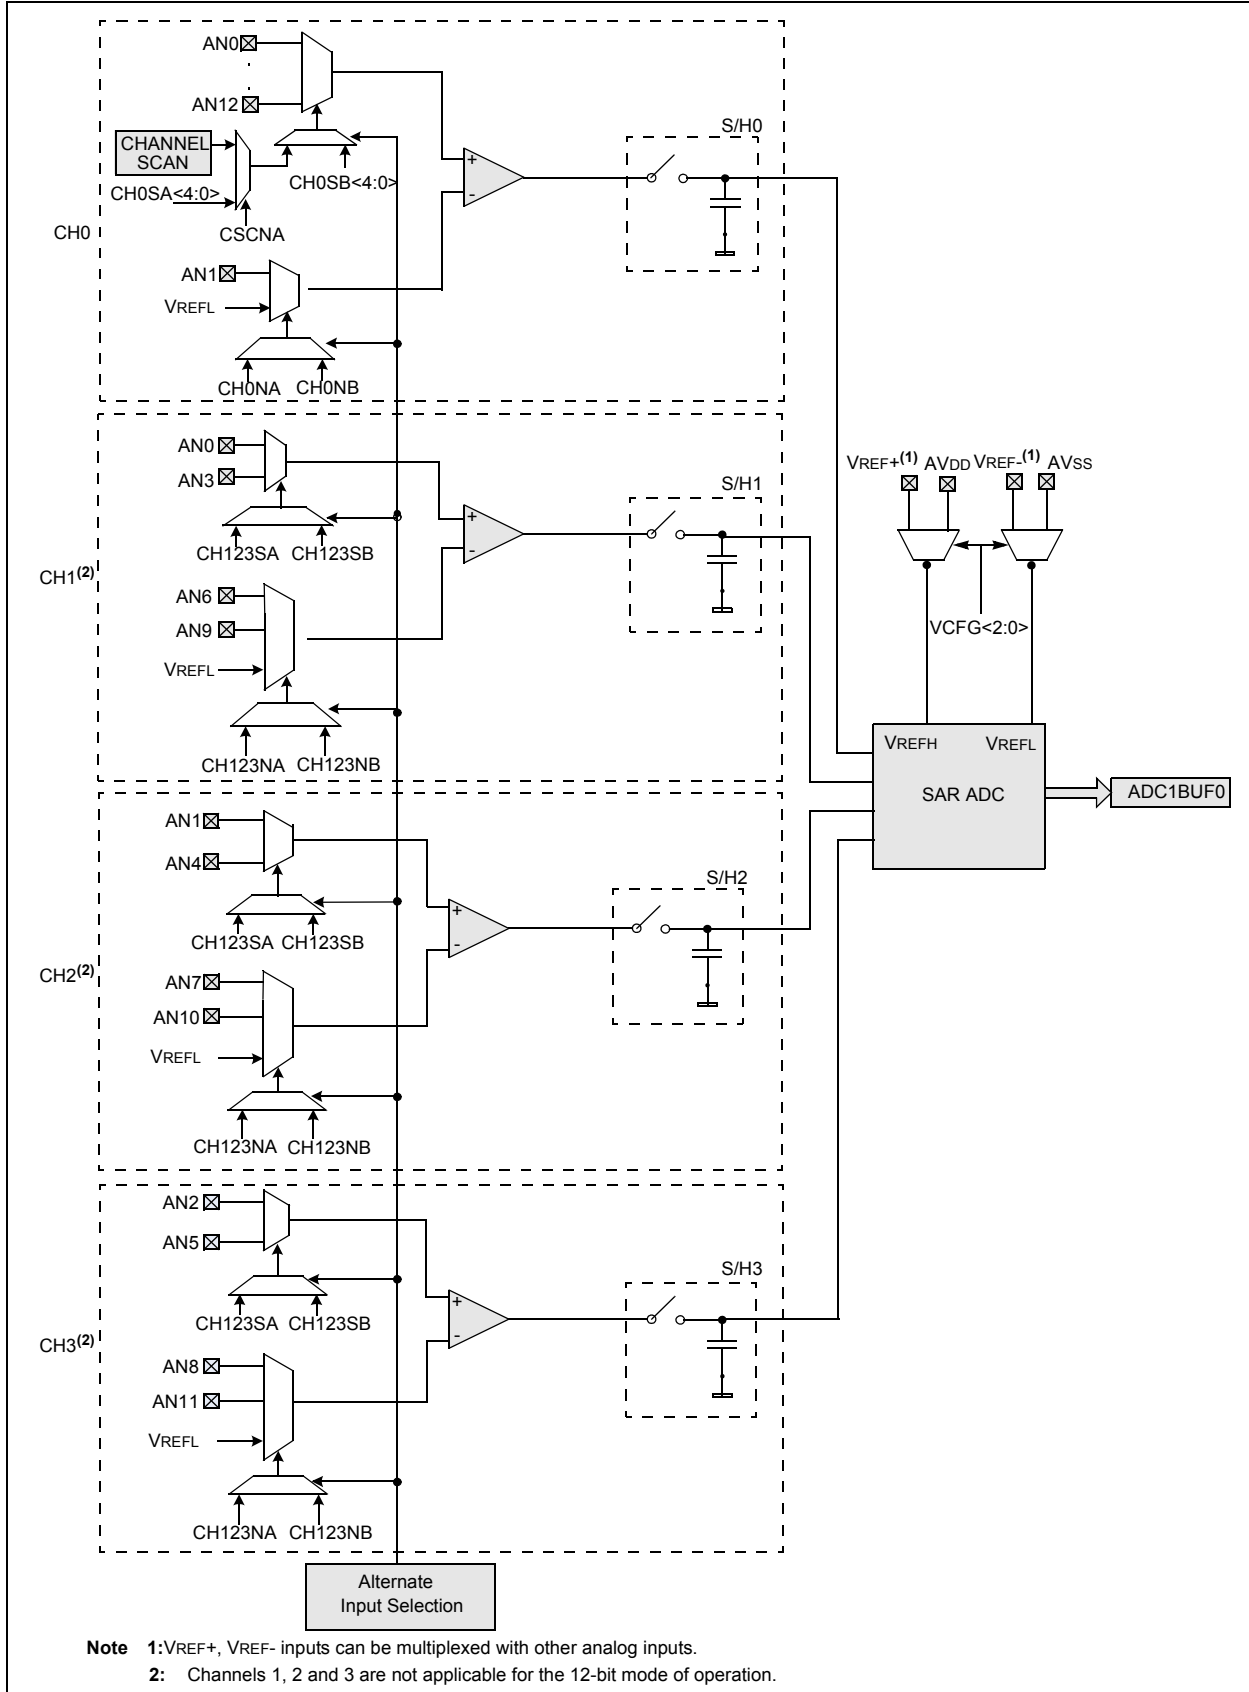 AN0
.
.
AN12
CHANNEL
SCAN
CH0SA<4:0>
CH0SB<4:0>
CSCNA
CH0
+
-
S/H0
AN1
VREFL
CH0NA CH0NB
AN0
AN3
CH123SA CH123SB
CH1(2)
AN6
AN9
VREFL
CH123NA CH123NB
+
-
S/H1
VREF+(1) AVDD VREF-(1) AVSS
VCFG<2:0>
VREFH VREFL
SAR ADC
ADC1BUF0
AN1
AN4
CH123SA CH123SB
CH2(2)
AN7
AN10
VREFL
CH123NA CH123NB
+
-
S/H2
AN2
AN5
CH123SA CH123SB
CH3(2)
AN8
AN11
VREFL
CH123NA CH123NB
+
-
S/H3
Alternate
Input Selection
Note 1:VREF+, VREF- inputs can be multiplexed with other analog inputs.
2: Channels 1, 2 and 3 are not applicable for the 12-bit mode of operation.